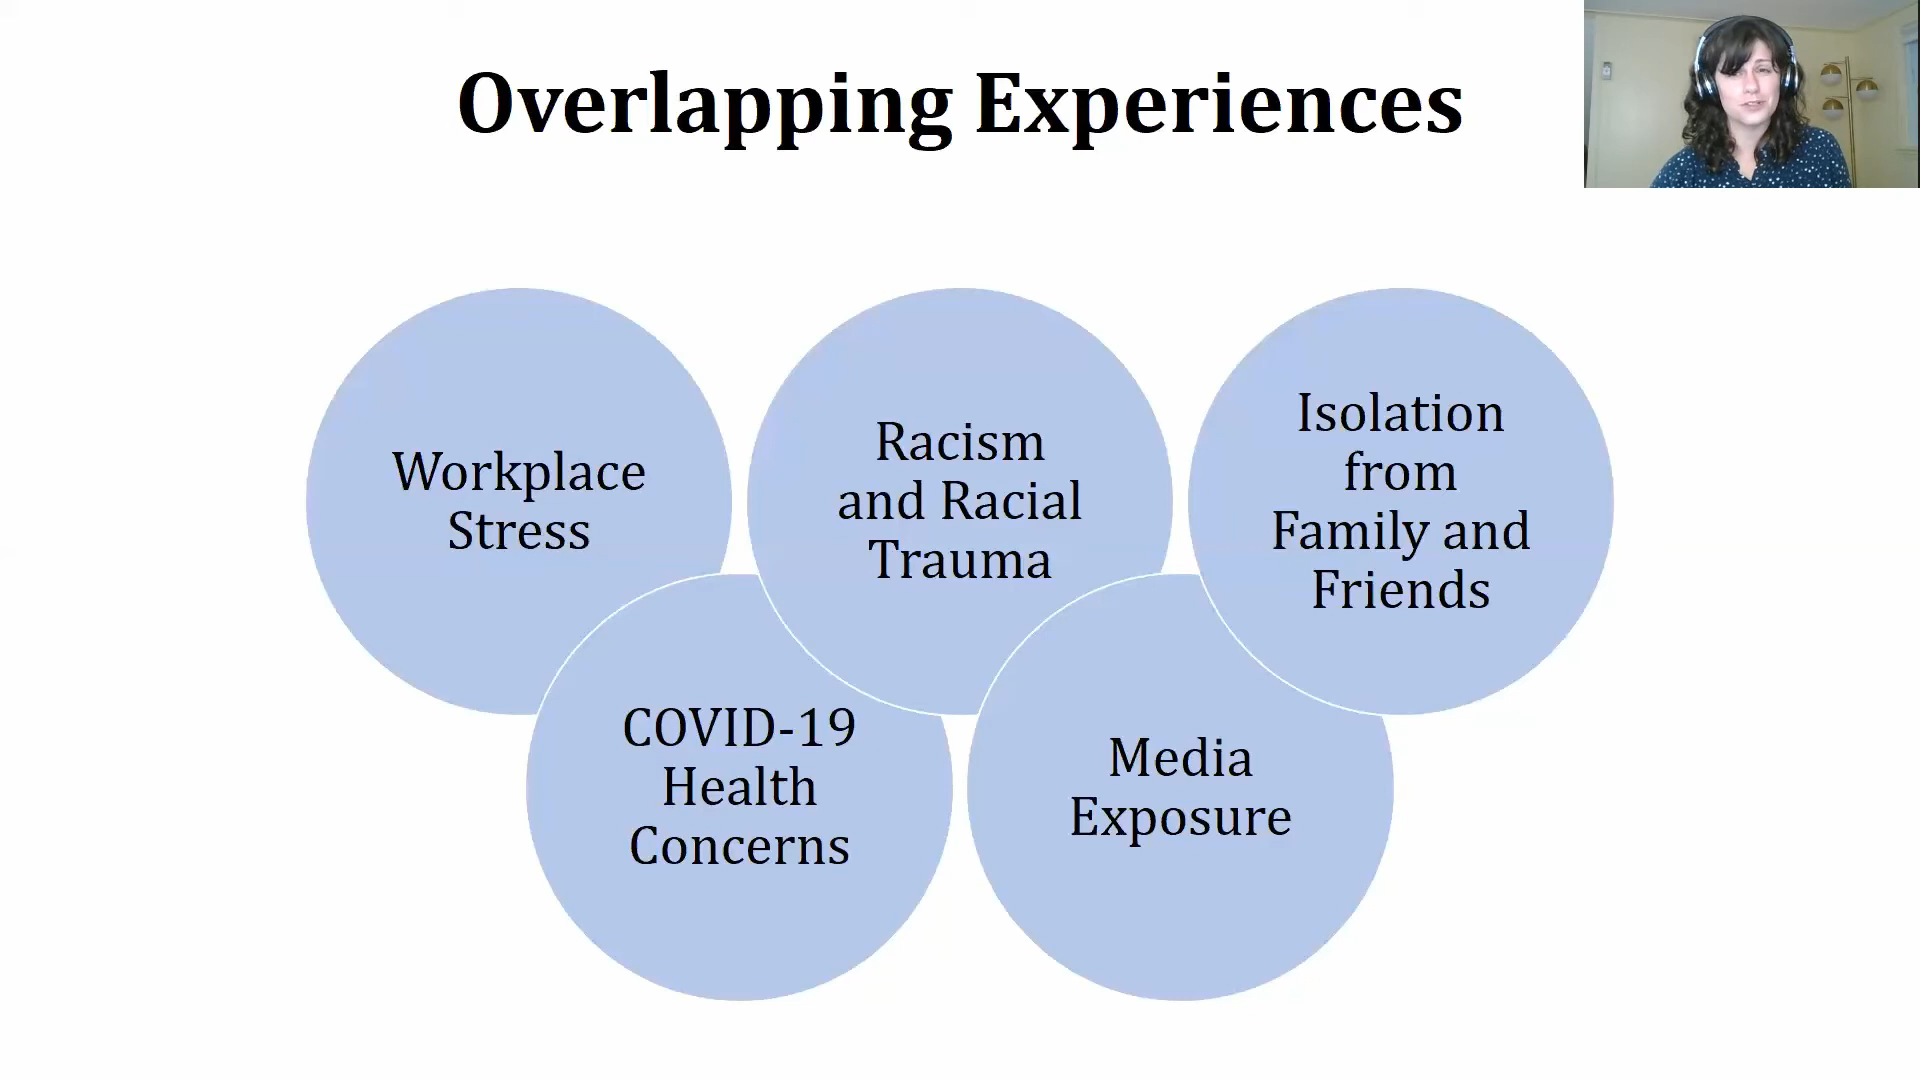 Overlapping Experiences
Workplace
Stress
Racism
and Racial
Trauma
Isolation
from
Family and
Friends
COVID-19
Health
Concerns
Media
Exposure